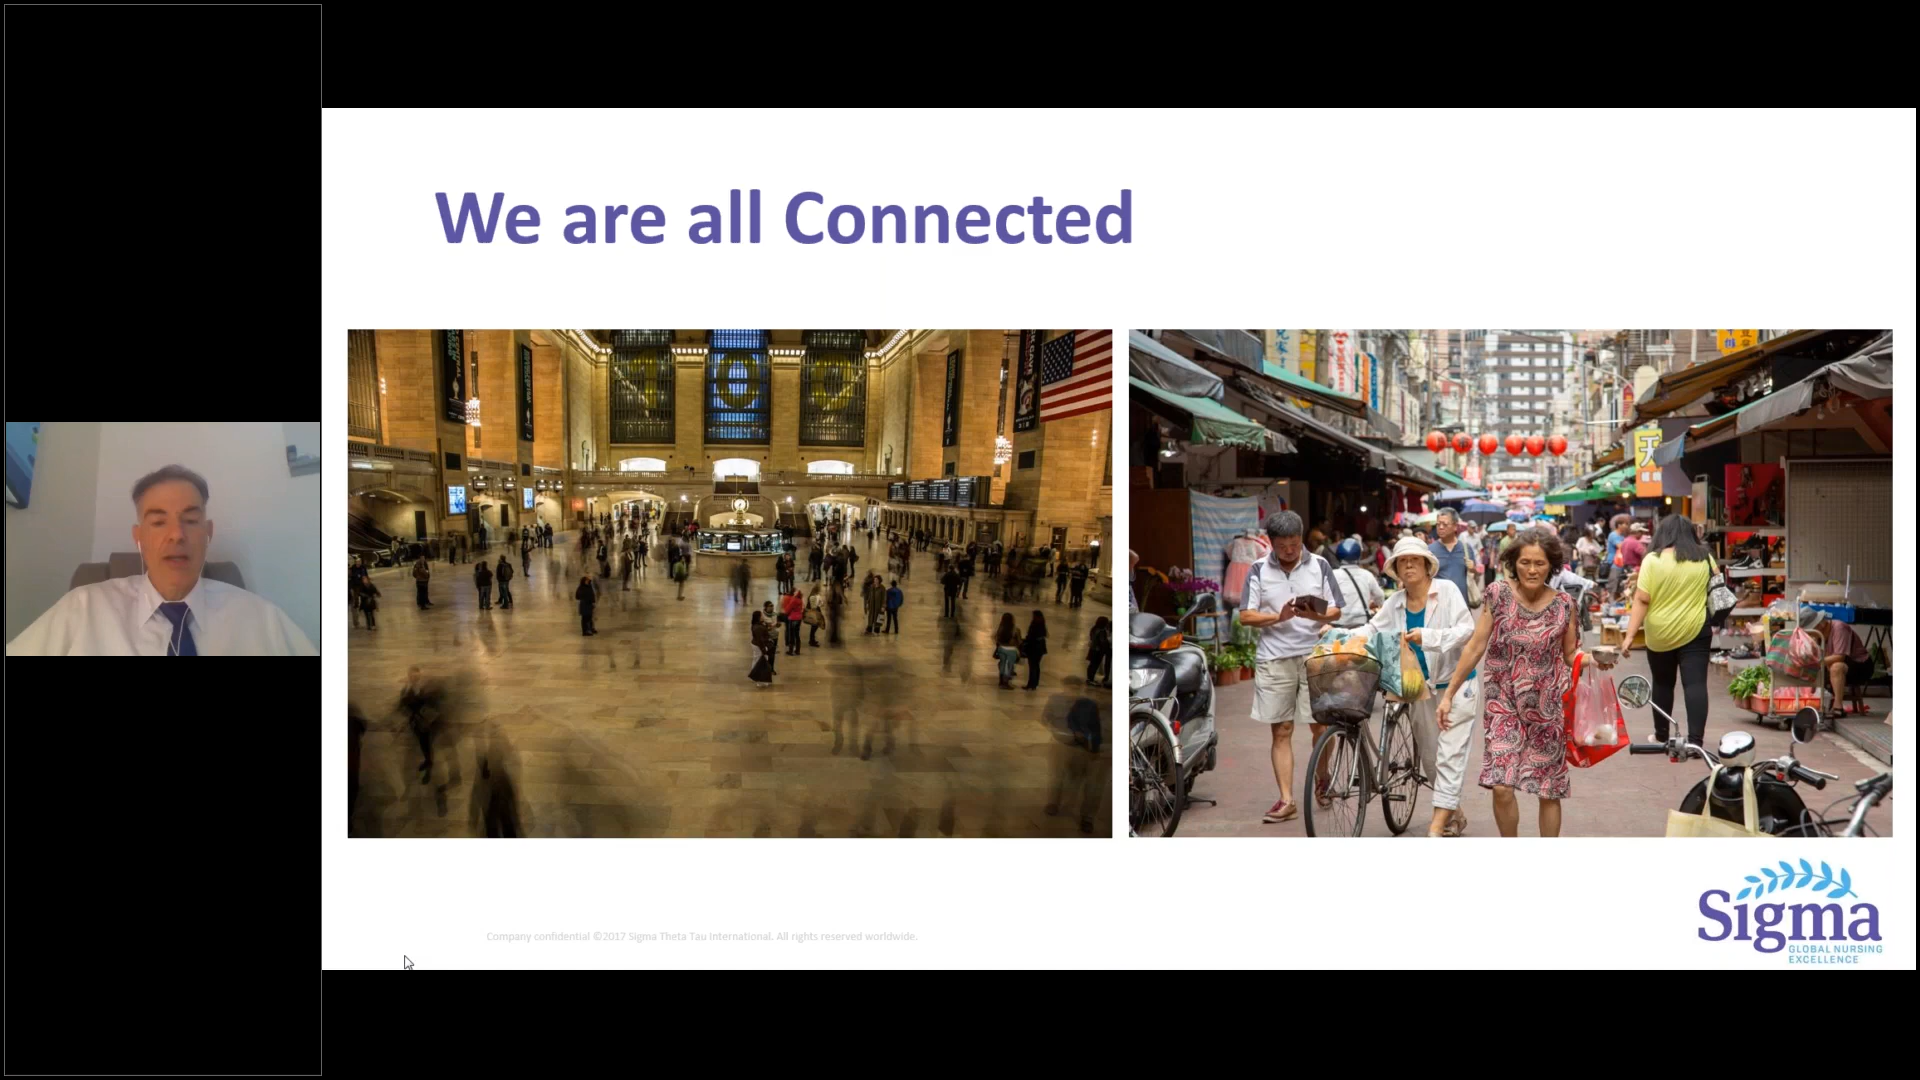 We are all Connected
天
Company confidential ©2017 Sigma Theta Tau International. All rights reserved worldwide.
Sigma
GLOBAL NURSING
EXCELLENCE